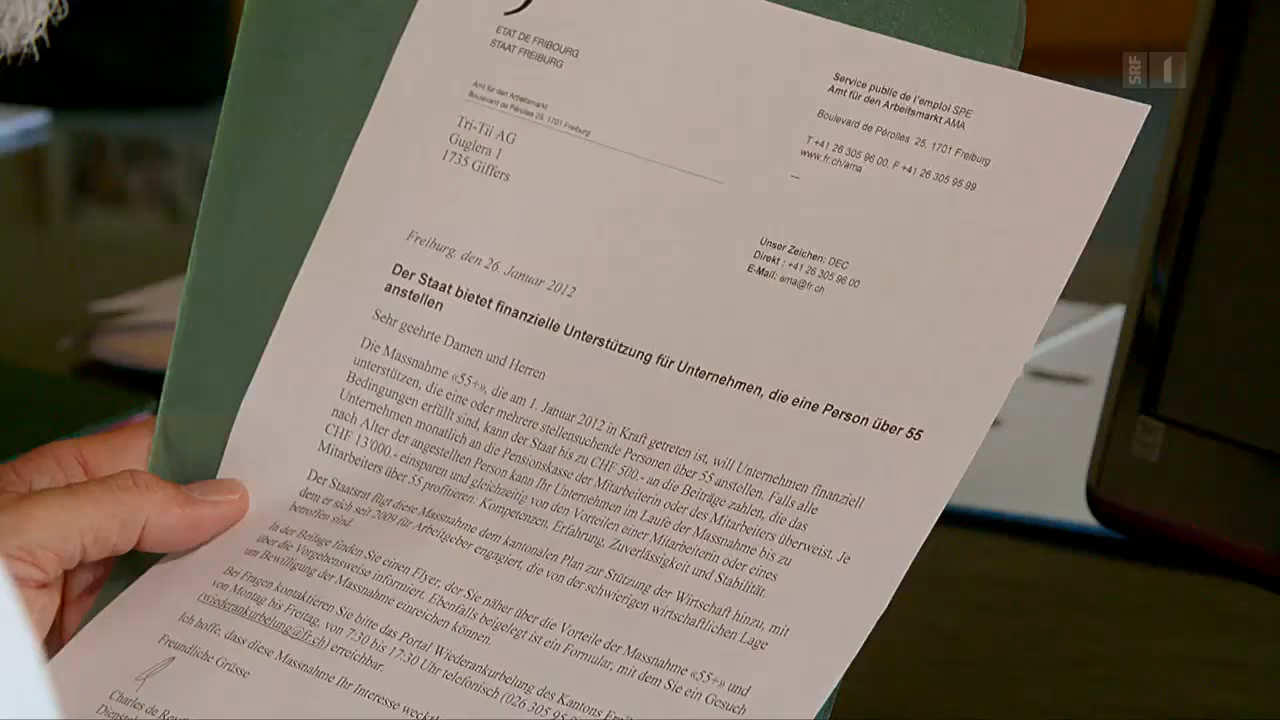 SRF 1
ETAT DE FRIBOURG
STAAT FREIBURG
Service public de l'emploi SPE
Amt für den Arbeitsmarkt AMA
Boulevard de Pérolles 25, 1701 Freiburg
T +41 26 305 96 00, F +41 26 305 95 99
www.fr.ch/ama
Amt für den Arbeitsmarkt
Boulevard de Pérolles 25, 1701 Freiburg
Tri-Tii AG
Guglera 1
1735 Giffers
Unser Zeichen: DEC
Direkt : +41 26 305 96 00
E-Mail: ama@fr.ch
Freiburg, den 26. Januar 2012
Der Staat bietet finanzielle Unterstützung für Unternehmen, die eine Person über 55
anstellen
Sehr geehrte Damen und Herren
Die Massnahme «55+», die am 1. Januar 2012 in Kraft getreten ist, will Unternehmen finanziell
unterstützen, die eine oder mehrere stellensuchende Personen über 55 anstellen. Falls alle
Bedingungen erfüllt sind, kann der Staat bis zu CHF 500.- an die Beiträge zahlen, die das
Unternehmen monatlich an die Pensionskasse der Mitarbeiterin oder des Mitarbeiters überweist. Je
nach Alter der angestellten Person kann Ihr Unternehmen im Laufe der Massnahme bis zu
CHF 13'000.- einsparen und gleichzeitig von den Vorteilen einer Mitarbeiterin oder eines
Mitarbeiters über 55 profitieren: Kompetenzen, Erfahrung, Zuverlässigkeit und Stabilität.
Der Staatsrat fügt diese Massnahme dem kantonalen Plan zur Stützung der Wirtschaft hinzu, mit
dem er sich seit 2009 für Arbeitgeber engagiert, die von der schwierigen wirtschaftlichen Lage
betroffen sind.
In der Beilage finden Sie einen Flyer, der Sie näher über die Vorteile der Massnahme «55+» und
über die Vorgehensweise informiert. Ebenfalls beigelegt ist ein Formular, mit dem Sie ein Gesuch
um Bewilligung der Massnahme einreichen können.
Bei Fragen kontaktieren Sie bitte das Portal Wiederankurbelung des Kantons
von Montag bis Freitag, von 7:30 bis 17:30 Uhr telefonisch (026 305 95
(wiederankurbelung@fr.ch) erreichbar.
Ich hoffe, dass diese Massnahme Ihr Interesse
Freundliche Grüsse
Charles de